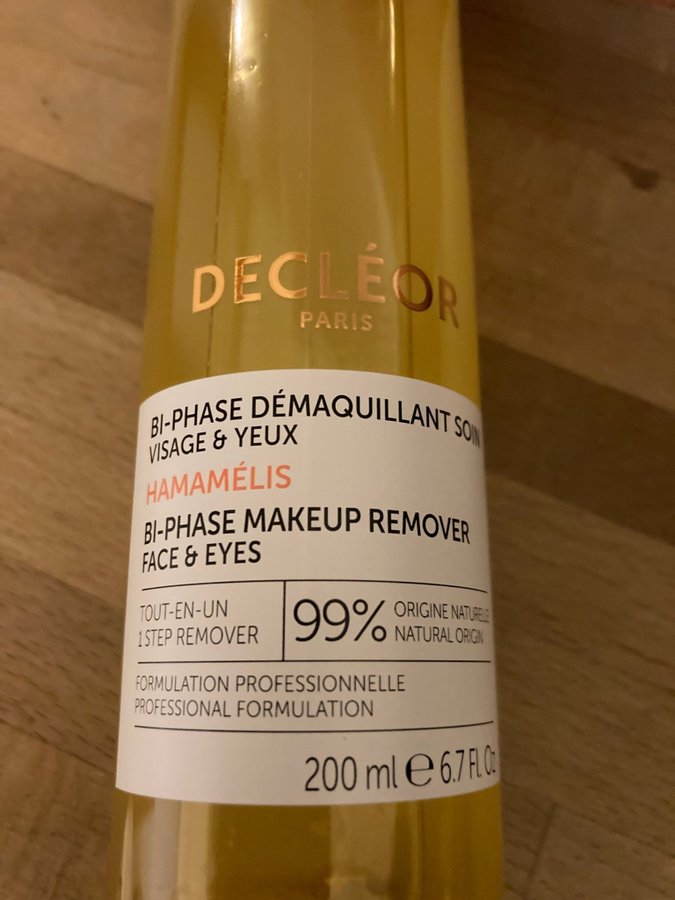 DECLÉOR
PARIS
BI-PHASE DÉMAQUILLANT SOIN
VISAGE & YEUX
HAMAMÉLIS
BI-PHASE MAKEUP REMOVER
FACE & EYES
TOUT-EN-UN
1 STEP REMOVER
99% ORIGINE NATURELLE
NATURAL ORIGIN
FORMULATION PROFESSIONNELLE
PROFESSIONAL FORMULATION
200 ml ℮ 6.7 Fl. Oz